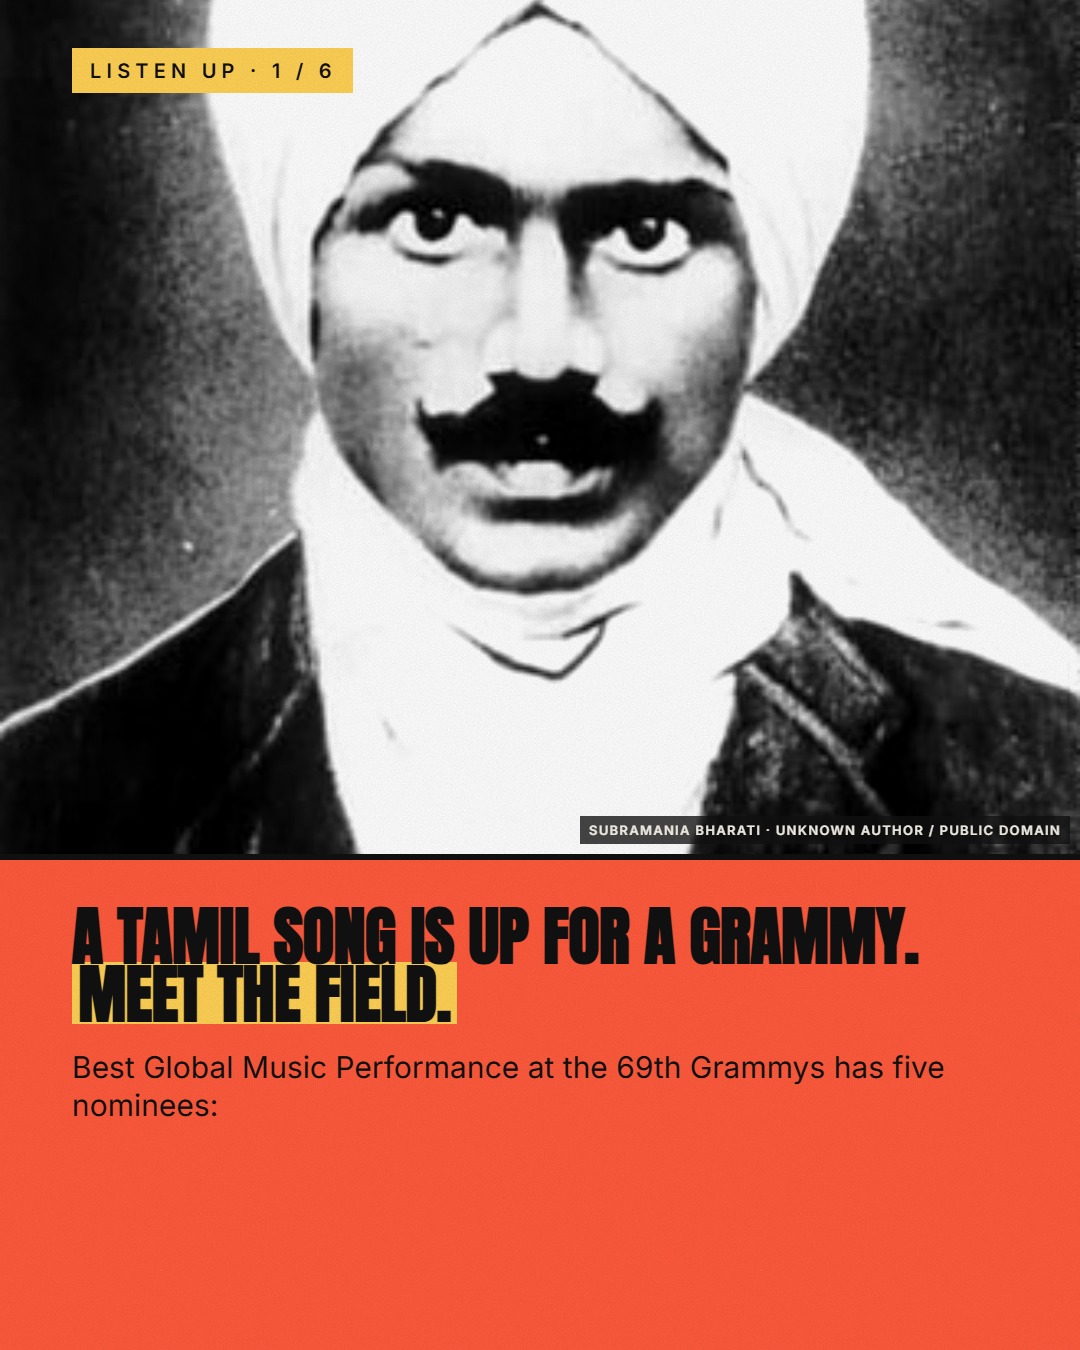 LISTEN UP · 1 / 6
SUBRAMANIA BHARATI · UNKNOWN AUTHOR / PUBLIC DOMAIN
A TAMIL SONG IS UP FOR A GRAMMY.
MEET THE FIELD.
Best Global Music Performance at the 69th Grammys has five
nominees: